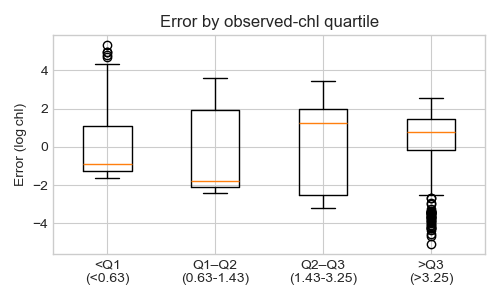 Error by observed-chl quartile
Error (log chl)
4
2
0
−2
−4
<Q1
(<0.63)
Q1–Q2
(0.63-1.43)
Q2–Q3
(1.43-3.25)
>Q3
(>3.25)